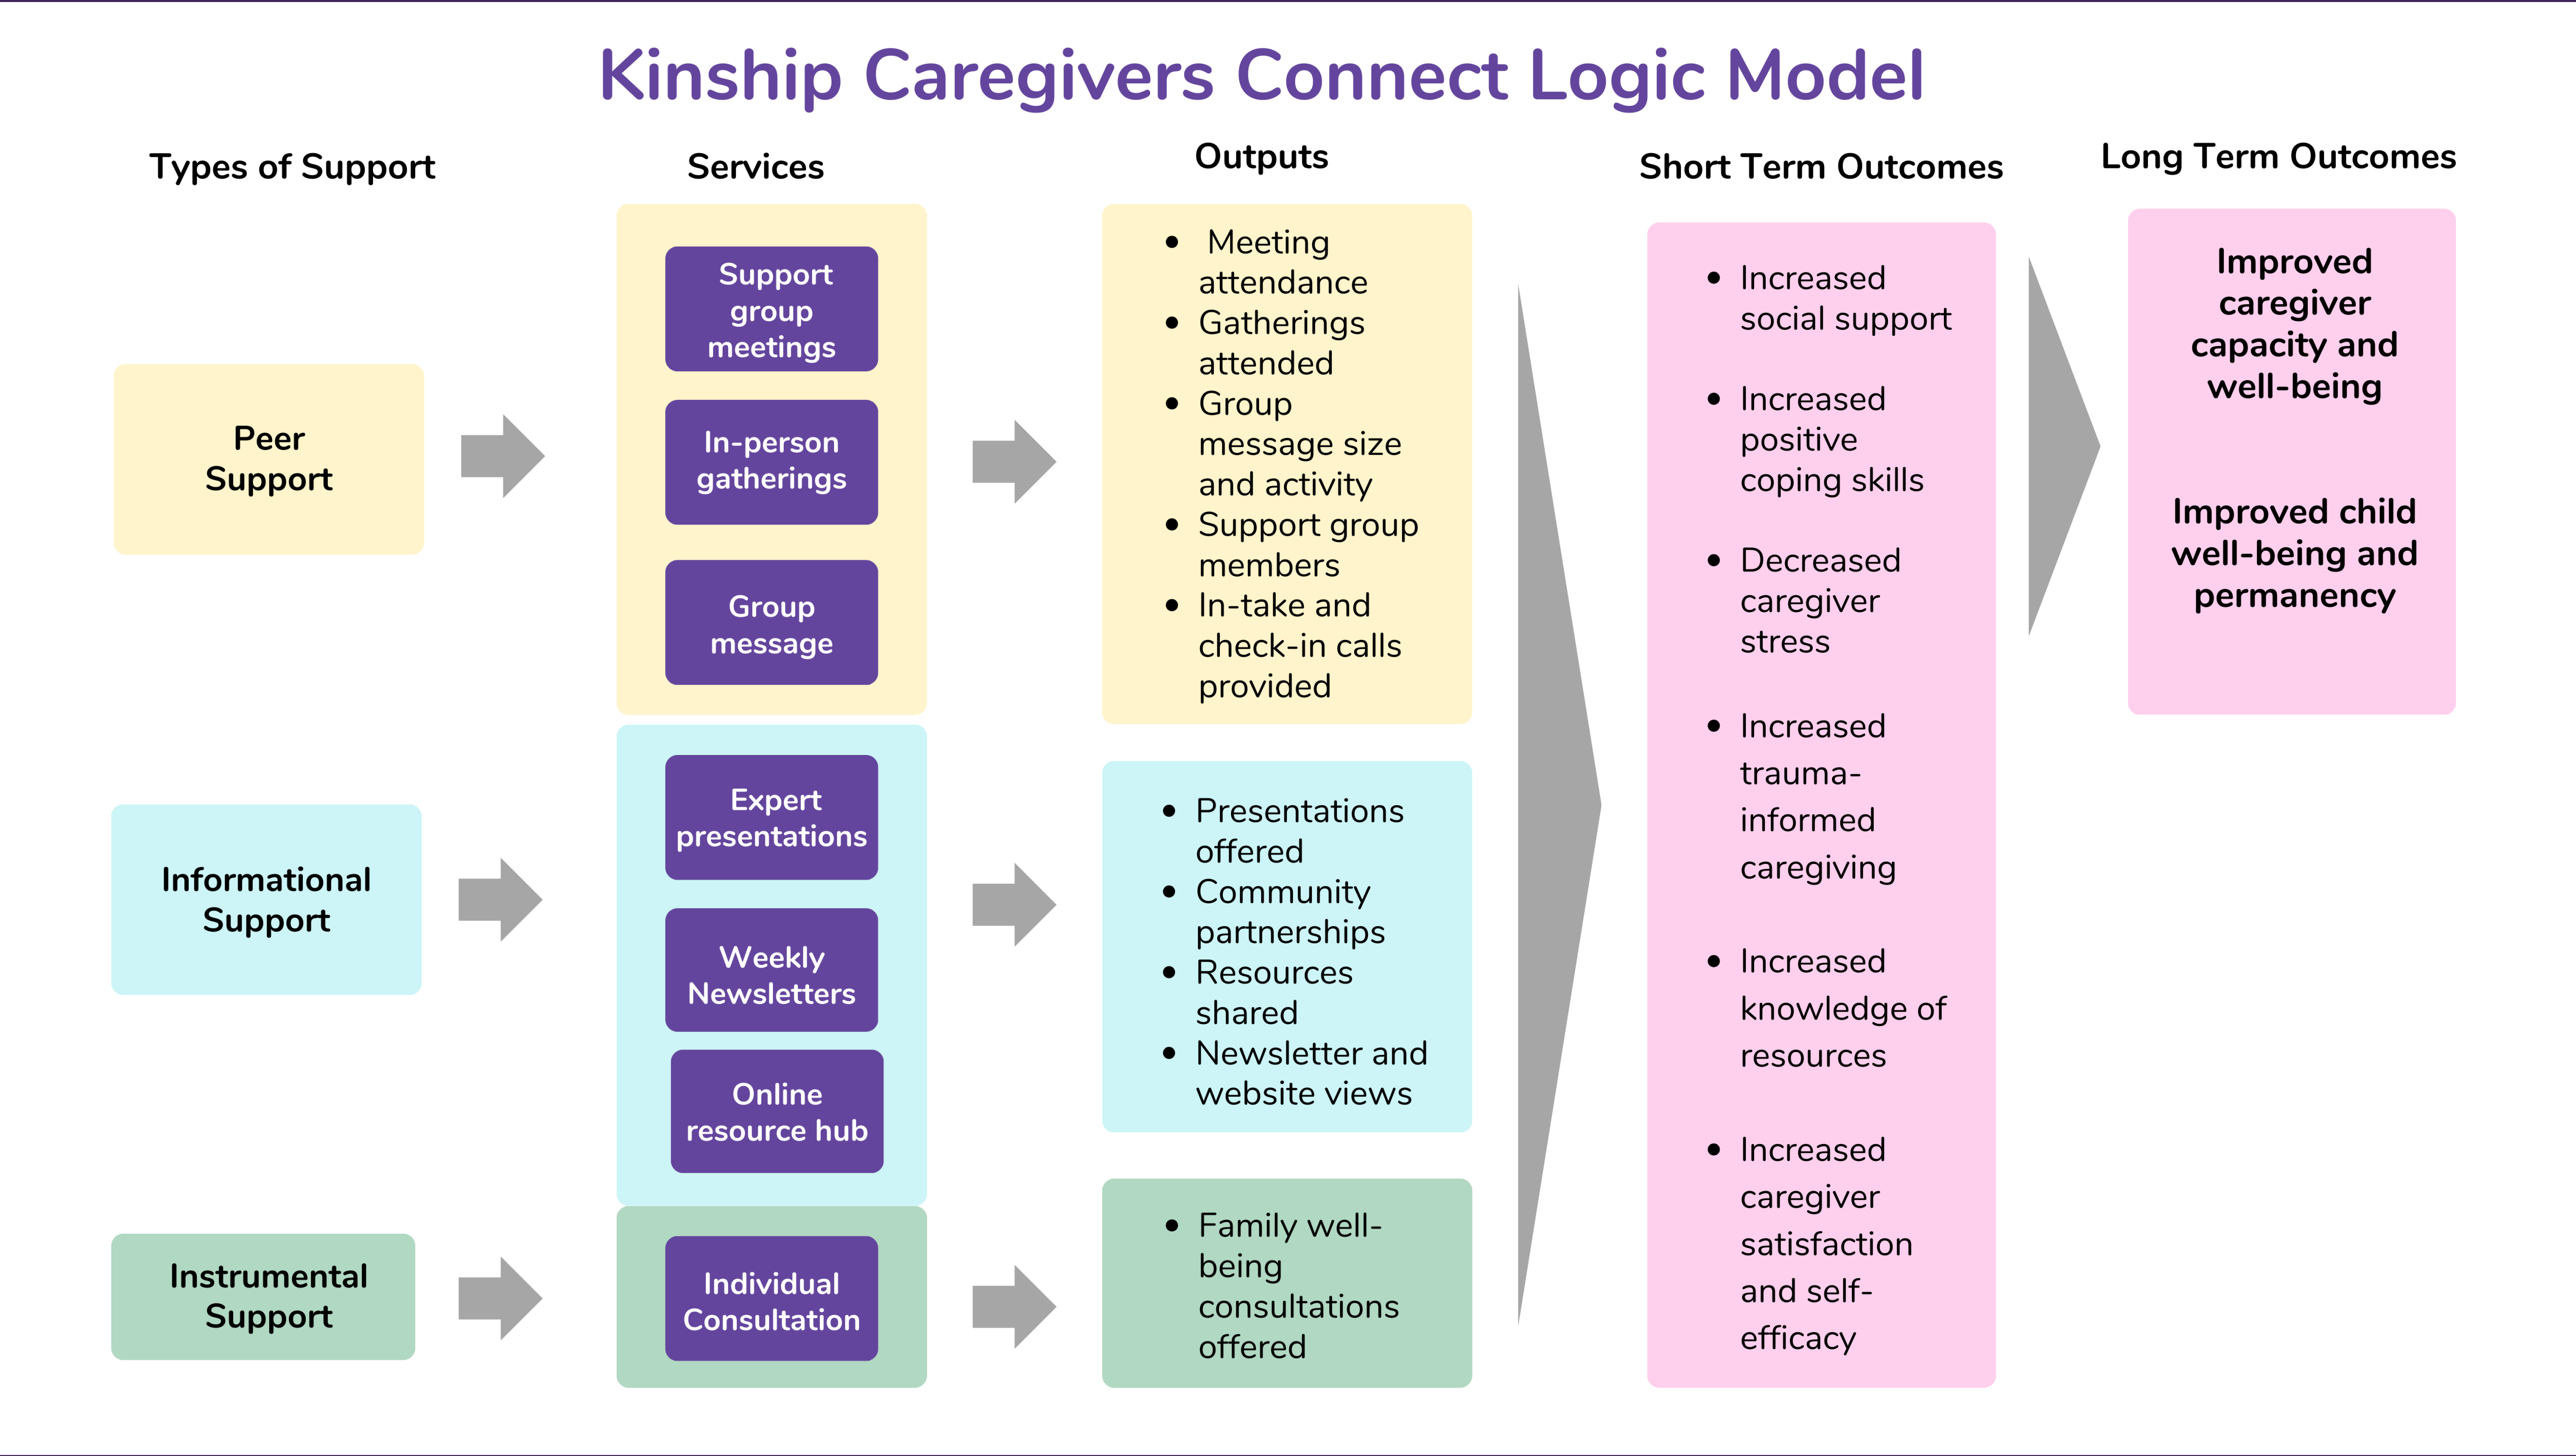 Kinship Caregivers Connect Logic Model
Types of Support
Peer
Support
Informational
Support
Instrumental
Support
Services
Support
group
meetings
In-person
gatherings
Group
message
Expert
presentations
Weekly
Newsletters
Online
resource hub
Individual
Consultation
Outputs
• Meeting
attendance
• Gatherings
attended
• Group
message size
and activity
• Support group
members
• In-take and
check-in calls
provided
• Presentations
offered
• Community
partnerships
• Resources
shared
• Newsletter and
website views
• Family well-
being
consultations
offered
Short Term Outcomes
• Increased
social support
• Increased
positive
coping skills
• Decreased
caregiver
stress
• Increased
trauma-
informed
caregiving
• Increased
knowledge of
resources
• Increased
caregiver
satisfaction
and self-
efficacy
Long Term Outcomes
Improved
caregiver
capacity and
well-being
Improved child
well-being and
permanency